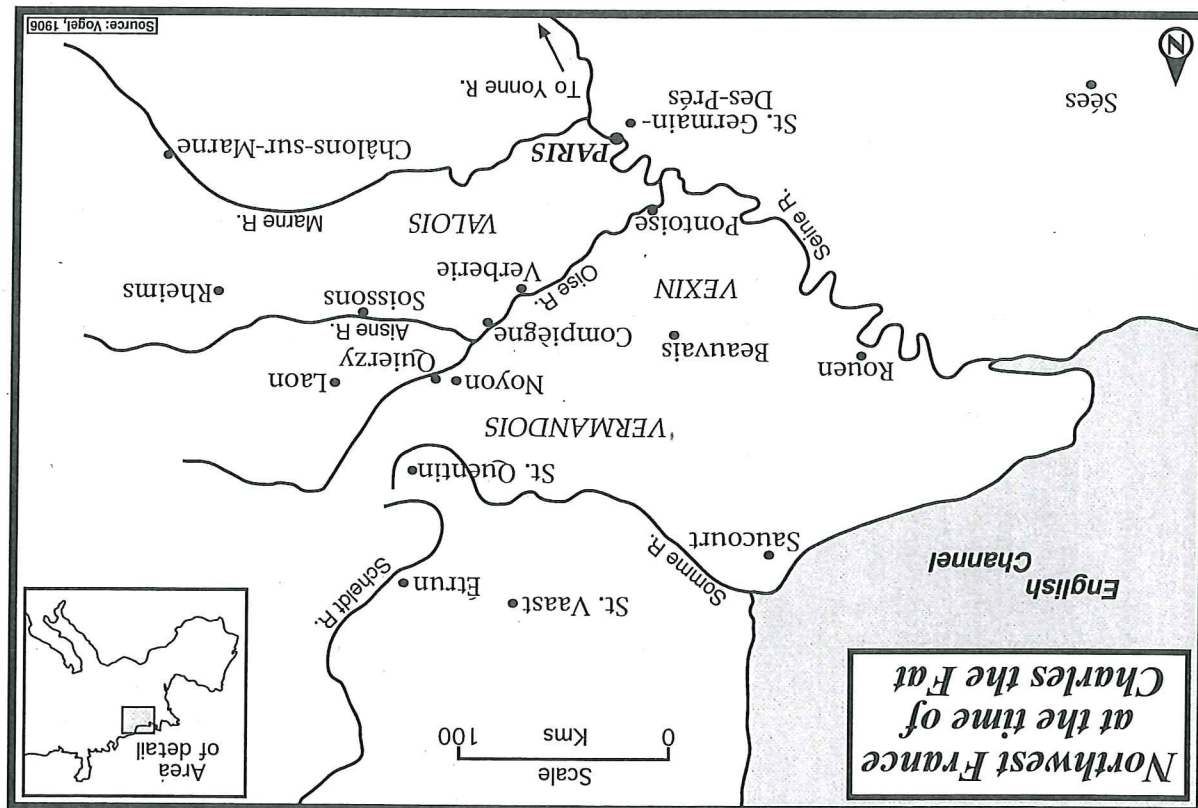 Northwest France
at the time of
Charles the Fat
Scale
0
100
Kms
Area
of detail
English
Channel
St. Vaast
Étrun
Scheldt R.
Saucourt
Somme R.
St. Quentin
VERMANDOIS
Noyon
Quierzy
Laon
Rouen
Beauvais
Compiègne
Aisne R.
Soissons
Rheims
VEXIN
Oise R.
Verberie
Seine R.
Pontoise
VALOIS
Marne R.
Châlons-sur-Marne
PARIS
St. Germain-
Des-Prés
Sées
To Yonne R.
N
Source: Vogel, 1906